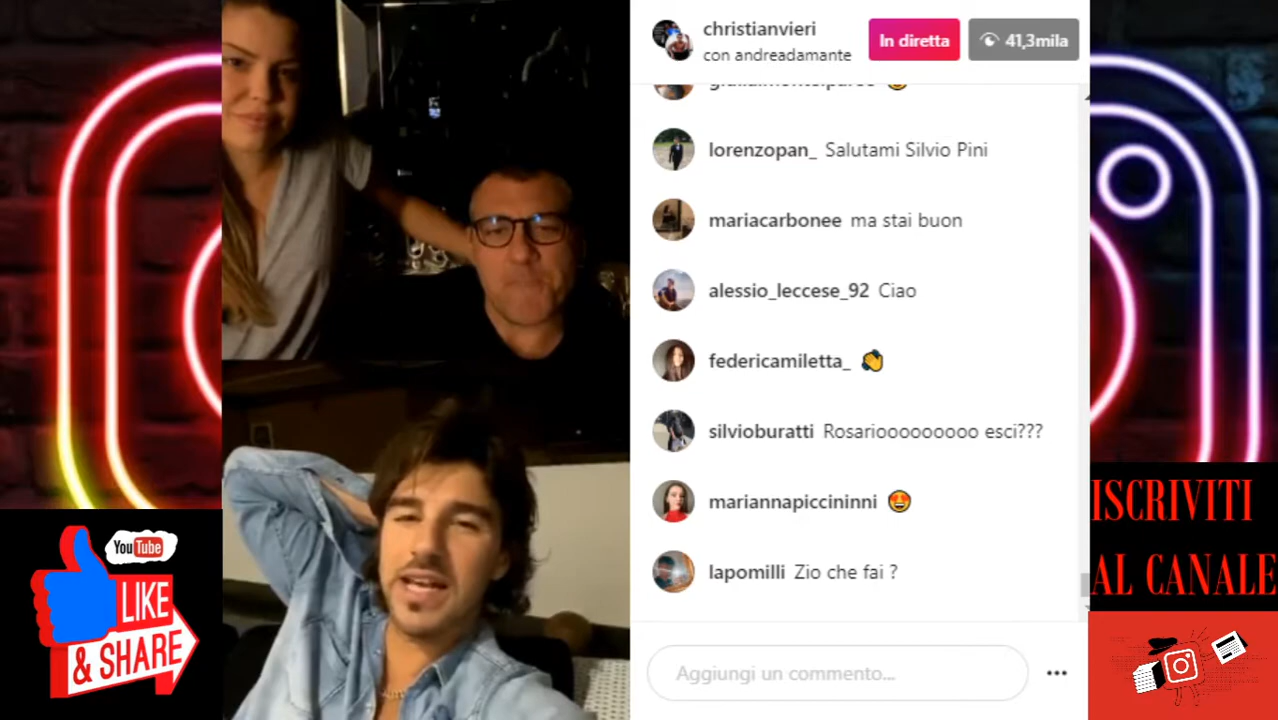 christianvieri
con andreadamante
In diretta
41,3mila
lorenzopan_ Salutami Silvio Pini
mariacarbonee ma stai buon
alessio_leccese_92 Ciao
federicamiletta_ 👏
silvioburatti Rosariooooooooo esci???
mariannapiccininni 😍
lapomilli Zio che fai ?
Aggiungi un commento...
YouTube
LIKE
& SHARE
ISCRIVITI
AL CANALE